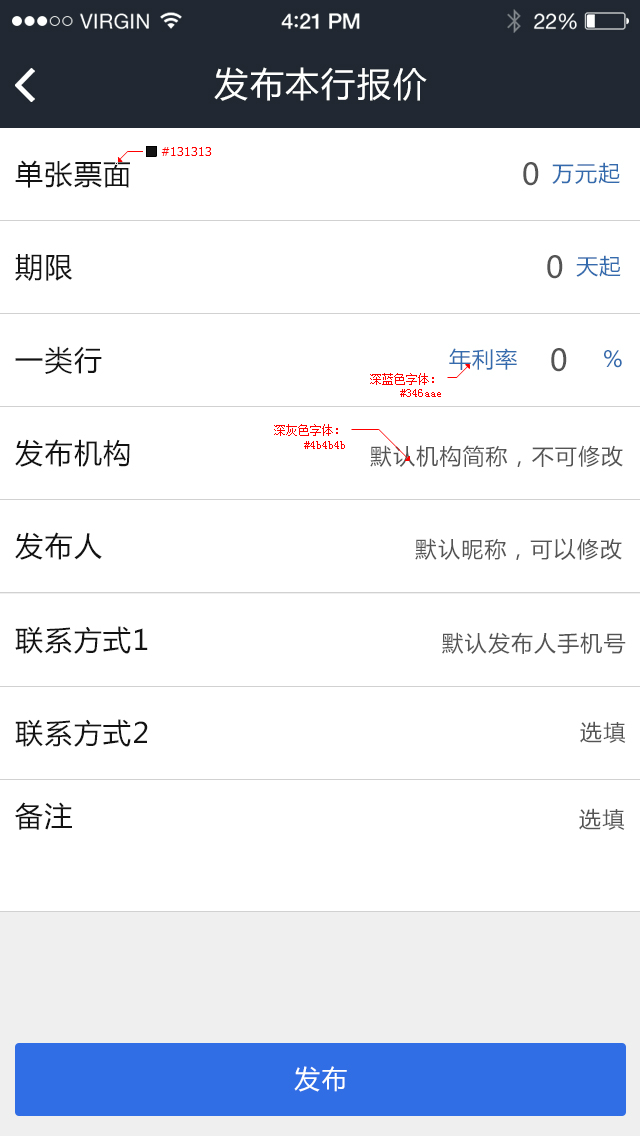 VIRGIN 4:21 PM 22%
发布本行报价
#131313
单张票面 0 万元起
期限 0 天起
一类行 年利率 0 %
深蓝色字体:
#346aae
深灰色字体:
#4b4b4b
发布机构 默认机构简称，不可修改
发布人 默认昵称，可以修改
联系方式1 默认发布人手机号
联系方式2 选填
备注 选填
发布